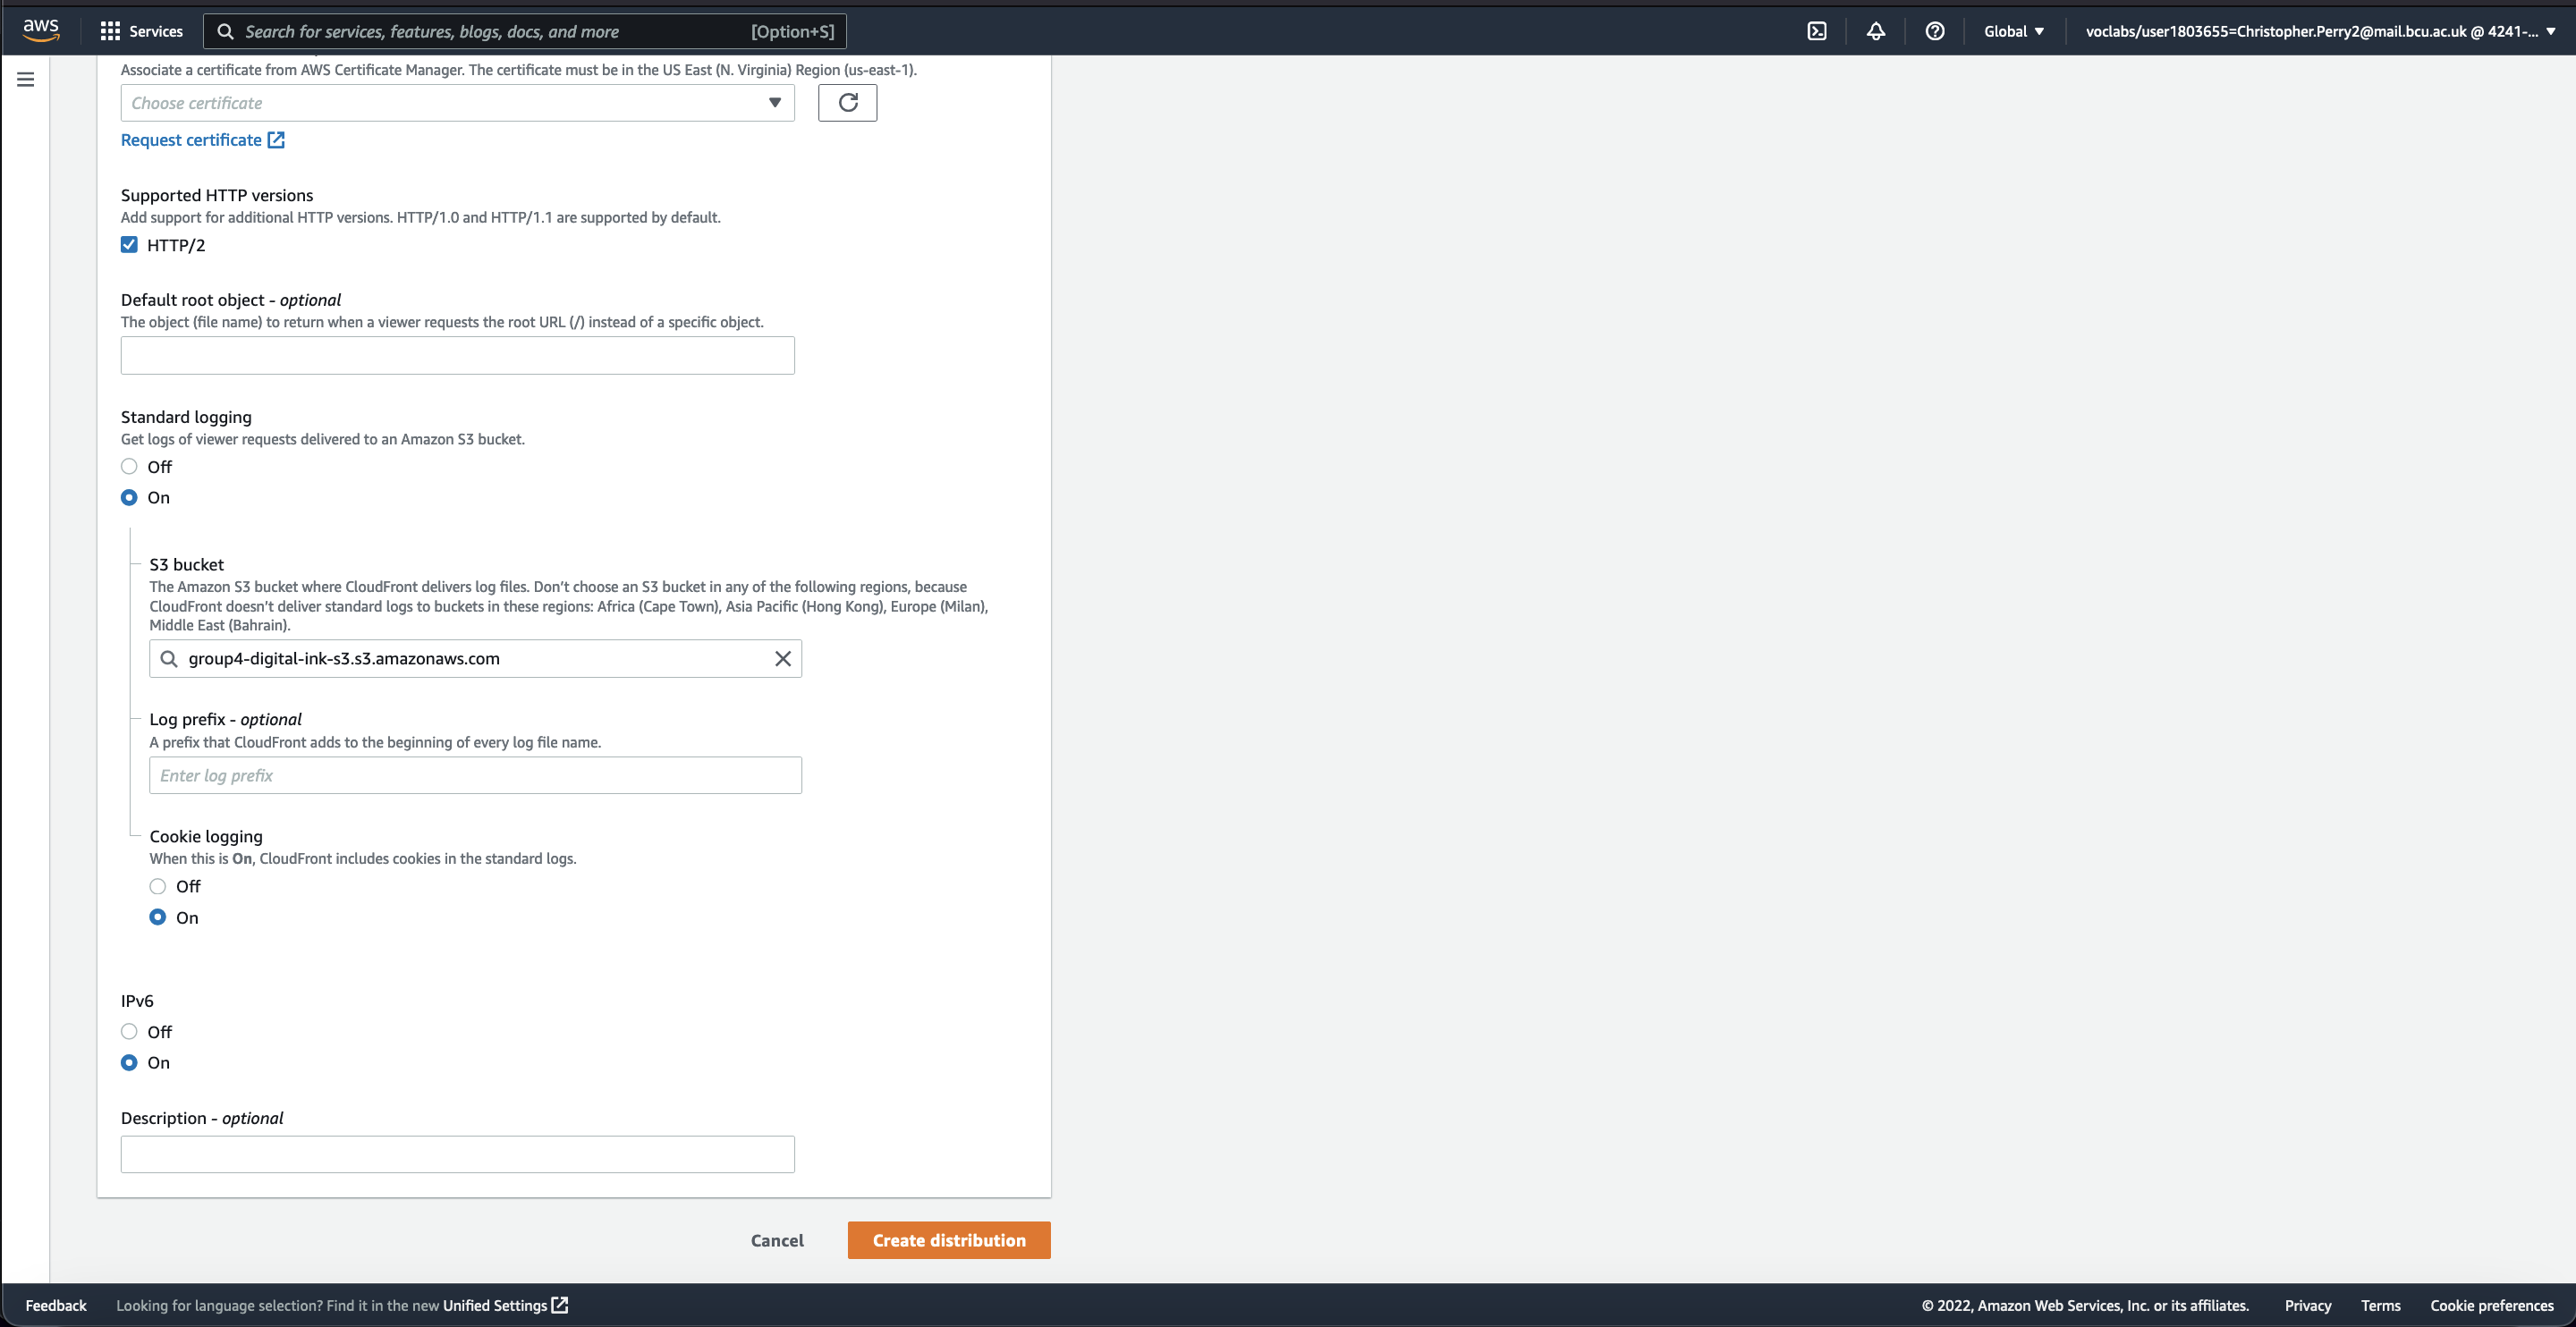 aws
Services
Search for services, features, blogs, docs, and more
[Option+S]
Global
voclabs/user1803655=Christopher.Perry2@mail.bcu.ac.uk @ 4241-...
Associate a certificate from AWS Certificate Manager. The certificate must be in the US East (N. Virginia) Region (us-east-1).
Choose certificate
Request certificate
Supported HTTP versions
Add support for additional HTTP versions. HTTP/1.0 and HTTP/1.1 are supported by default.
HTTP/2
Default root object - optional
The object (file name) to return when a viewer requests the root URL (/) instead of a specific object.
Standard logging
Get logs of viewer requests delivered to an Amazon S3 bucket.
Off
On
S3 bucket
The Amazon S3 bucket where CloudFront delivers log files. Don't choose an S3 bucket in any of the following regions, because
CloudFront doesn't deliver standard logs to buckets in these regions: Africa (Cape Town), Asia Pacific (Hong Kong), Europe (Milan),
Middle East (Bahrain).
group4-digital-ink-s3.s3.amazonaws.com
Log prefix - optional
A prefix that CloudFront adds to the beginning of every log file name.
Enter log prefix
Cookie logging
When this is On, CloudFront includes cookies in the standard logs.
Off
On
IPv6
Off
On
Description - optional
Cancel
Create distribution
Feedback
Looking for language selection? Find it in the new Unified Settings
© 2022, Amazon Web Services, Inc. or its affiliates.
Privacy
Terms
Cookie preferences